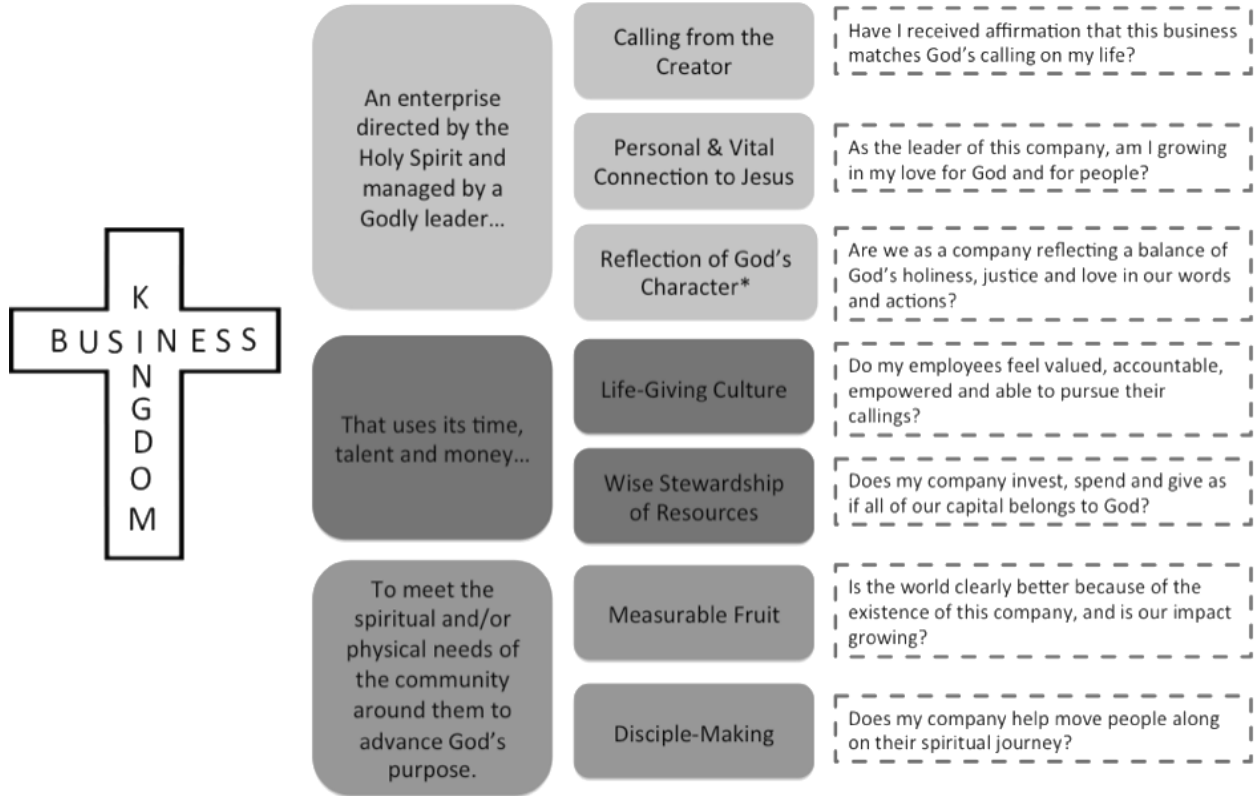 KINGDOM
BUSINESS
An enterprise
directed by the
Holy Spirit and
managed by a
Godly leader...
Calling from the
Creator
Have I received affirmation that this business
matches God's calling on my life?
Personal & Vital
Connection to Jesus
As the leader of this company, am I growing
in my love for God and for people?
Reflection of God's
Character*
Are we as a company reflecting a balance of
God's holiness, justice and love in our words
and actions?
That uses its time,
talent and money...
Life-Giving Culture
Do my employees feel valued, accountable,
empowered and able to pursue their
callings?
Wise Stewardship
of Resources
Does my company invest, spend and give as
if all of our capital belongs to God?
To meet the
spiritual and/or
physical needs of
the community
around them to
advance God's
purpose.
Measurable Fruit
Is the world clearly better because of the
existence of this company, and is our impact
growing?
Disciple-Making
Does my company help move people along
on their spiritual journey?